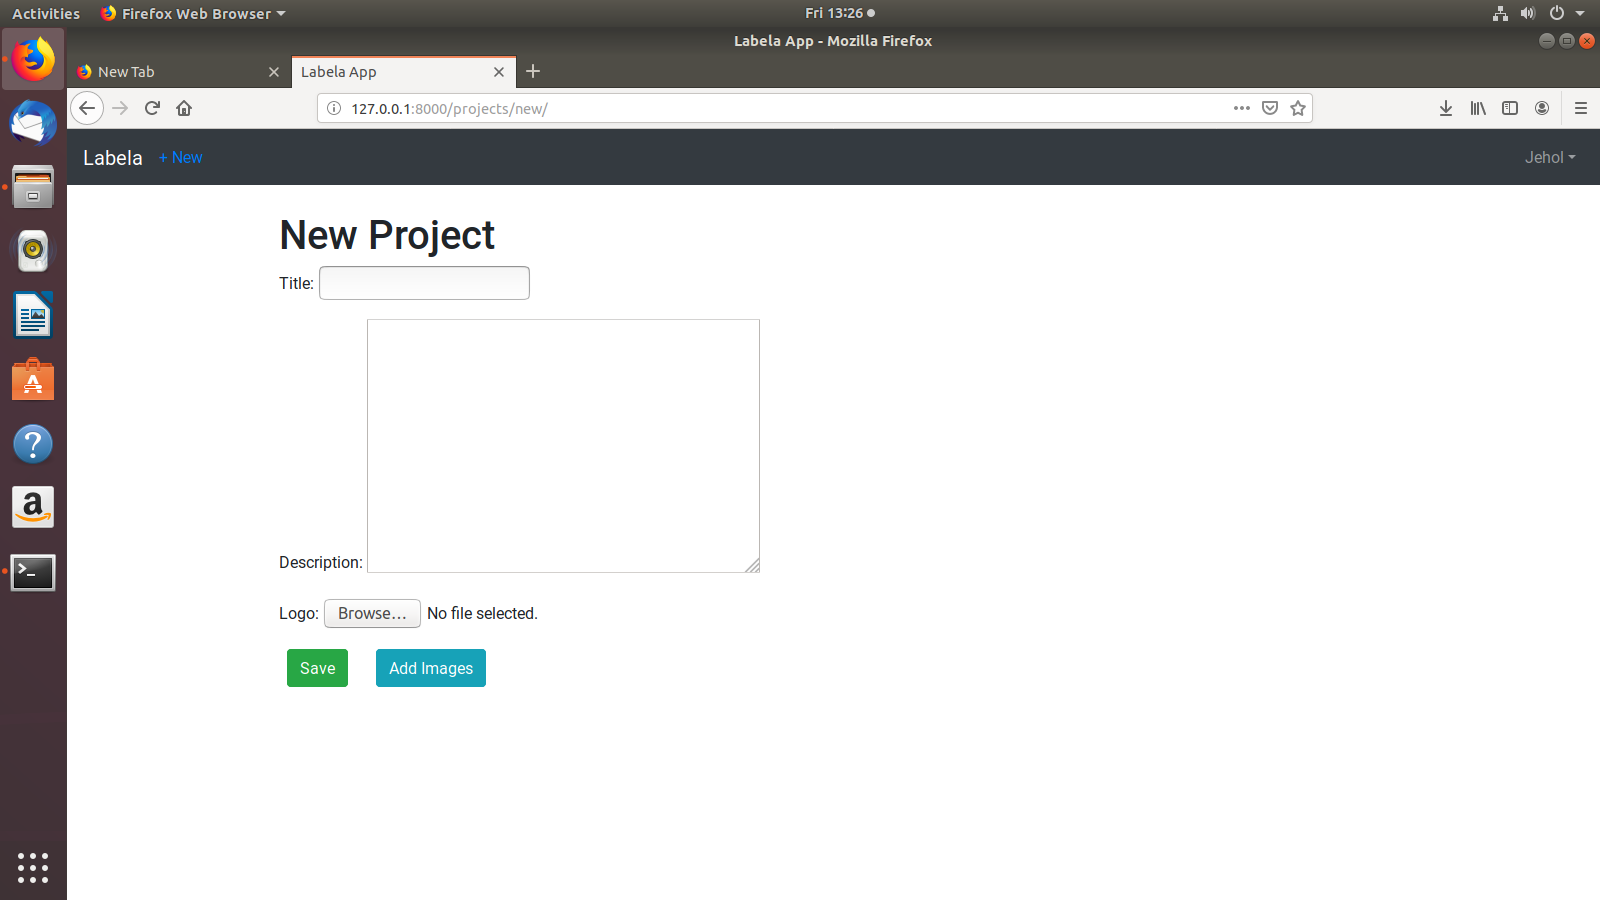 Activities Firefox Web Browser Fri 13:26
Labela App - Mozilla Firefox
New Tab Labela App
127.0.0.1:8000/projects/new/
Labela + New Jehol
New Project
Title:
Description:
Logo: Browse... No file selected.
Save Add Images